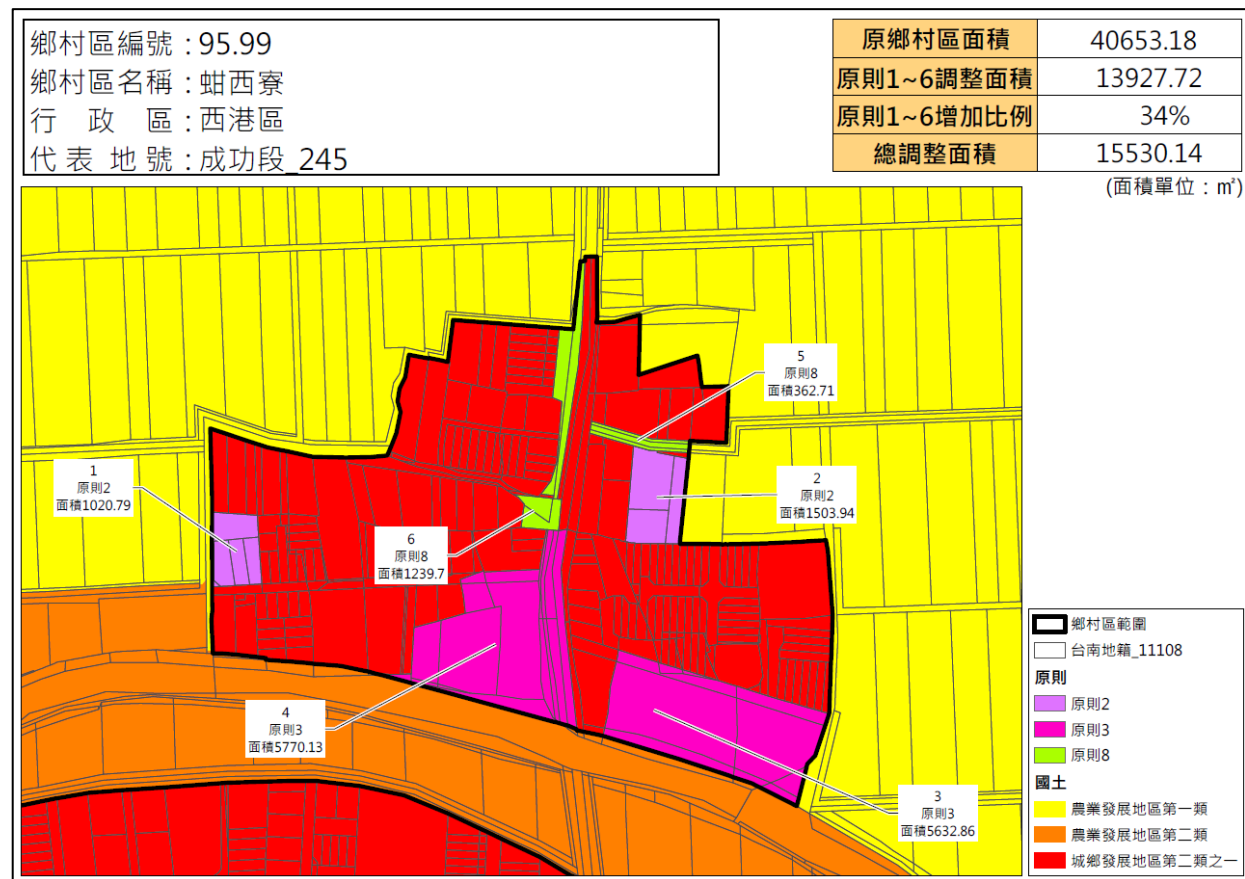 鄉村區編號：95.99
鄉村區名稱：蚶西寮
行政區：西港區
代表地號：成功段_245
原鄉村區面積 40653.18
原則1~6調整面積 13927.72
原則1~6增加比例 34%
總調整面積 15530.14
(面積單位：㎡)
5
原則8
面積362.71
1
原則2
面積1020.79
2
原則2
面積1503.94
6
原則8
面積1239.7
4
原則3
面積5770.13
3
原則3
面積5632.86
鄉村區範圍
台南地籍_11108
原則
原則2
原則3
原則8
國土
農業發展地區第一類
農業發展地區第二類
城鄉發展地區第二類之一